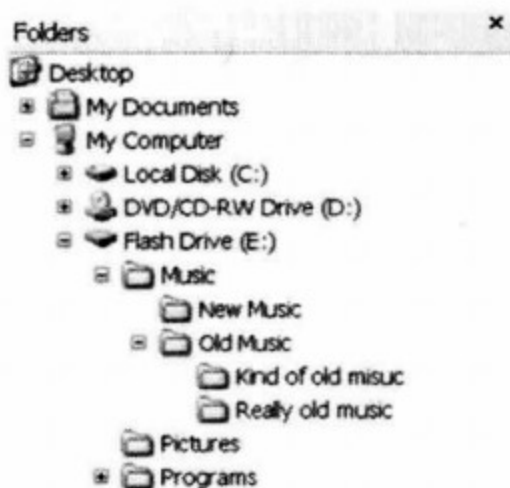 Folders
Desktop
My Documents
My Computer
Local Disk (C:)
DVD/CD-RW Drive (D:)
Flash Drive (E:)
Music
New Music
Old Music
Kind of old misuc
Really old music
Pictures
Programs